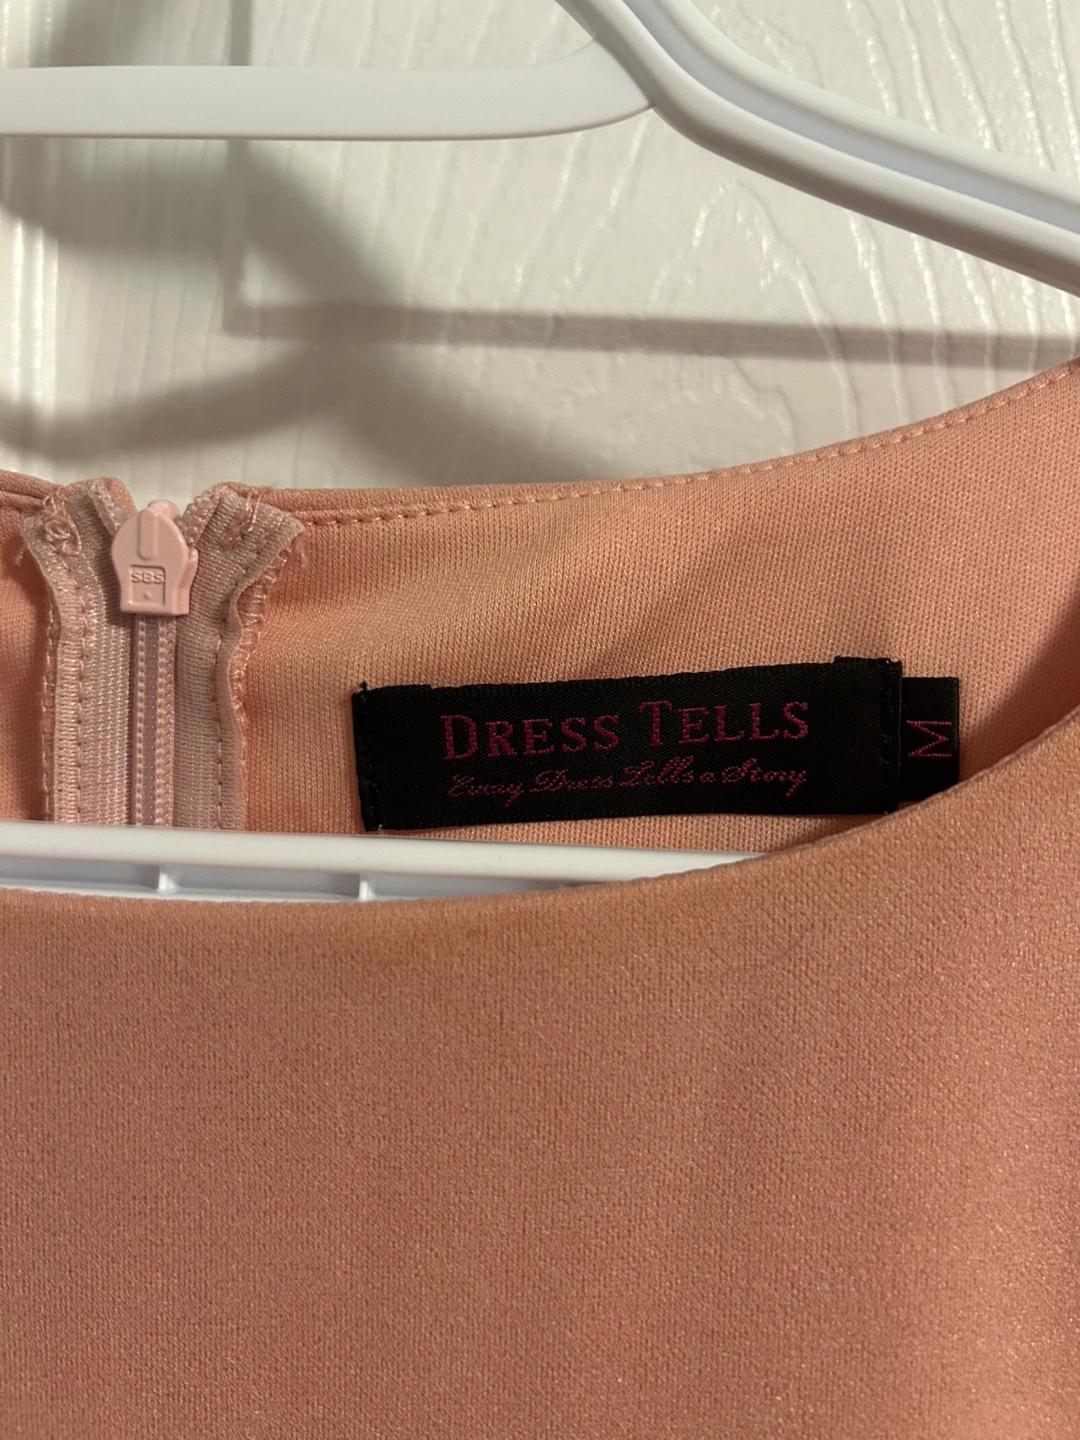 SBS
DRESS TELLS
Every Dress Tells a Story
M